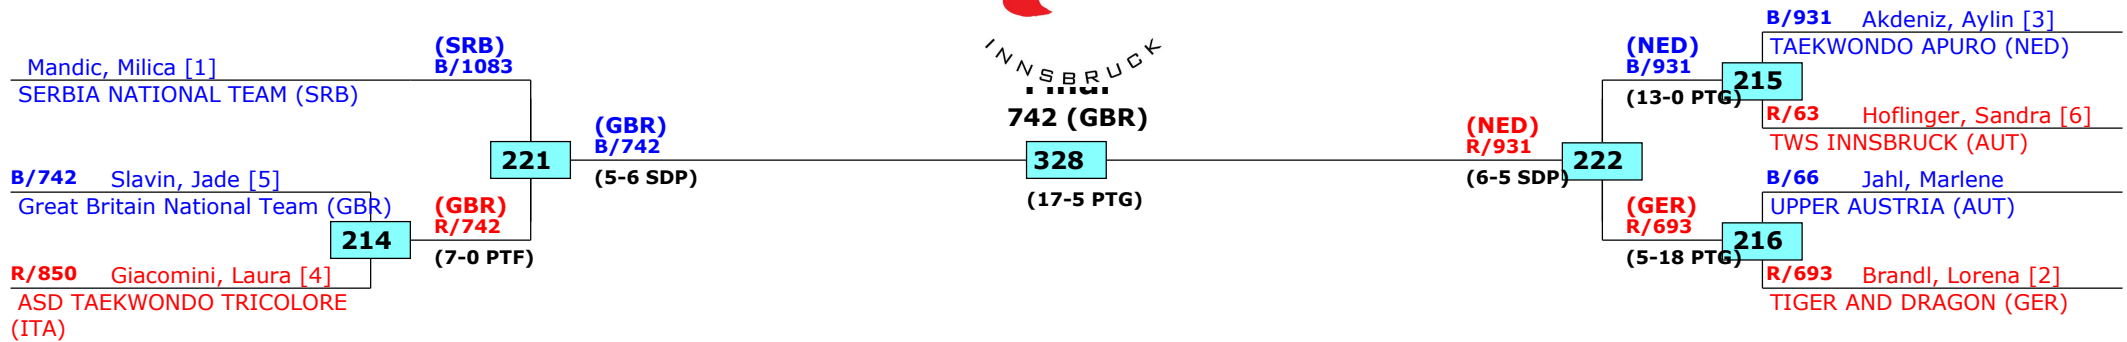 INNSBRUCK
Final
742 (GBR)
328
(17-5 PTG)
Mandic, Milica [1]
SERBIA NATIONAL TEAM (SRB)
(SRB)
B/1083
B/742 Slavin, Jade [5]
Great Britain National Team (GBR)
214
R/850 Giacomini, Laura [4]
ASD TAEKWONDO TRICOLORE
(ITA)
(GBR)
R/742
(7-0 PTF)
221
(GBR)
B/742
(5-6 SDP)
(NED)
R/931
(6-5 SDP)
222
(NED)
B/931
(13-0 PTG)
215
B/931 Akdeniz, Aylin [3]
TAEKWONDO APURO (NED)
R/63 Hoflinger, Sandra [6]
TWS INNSBRUCK (AUT)
(GER)
R/693
(5-18 PTG)
216
B/66 Jahl, Marlene
UPPER AUSTRIA (AUT)
R/693 Brandl, Lorena [2]
TIGER AND DRAGON (GER)